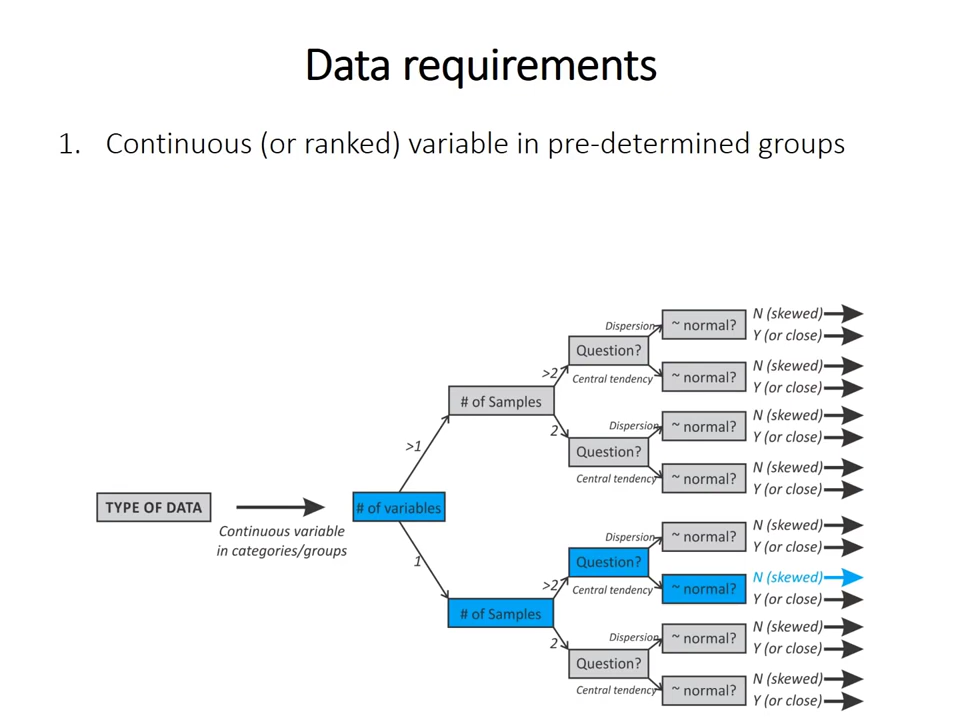 Data requirements
1. Continuous (or ranked) variable in pre-determined groups
N (skewed)
Dispersion
~ normal?
Y (or close)
Question?
N (skewed)
>2
Central tendency
~ normal?
Y (or close)
# of Samples
N (skewed)
Dispersion
~ normal?
2
Y (or close)
Question?
>1
N (skewed)
Central tendency
~ normal?
Y (or close)
TYPE OF DATA
# of variables
Continuous variable
in categories/groups
N (skewed)
Dispersion
~ normal?
Y (or close)
1
Question?
N (skewed)
>2
Central tendency
~ normal?
Y (or close)
# of Samples
N (skewed)
Dispersion
~ normal?
2
Y (or close)
Question?
N (skewed)
Central tendency
~ normal?
Y (or close)